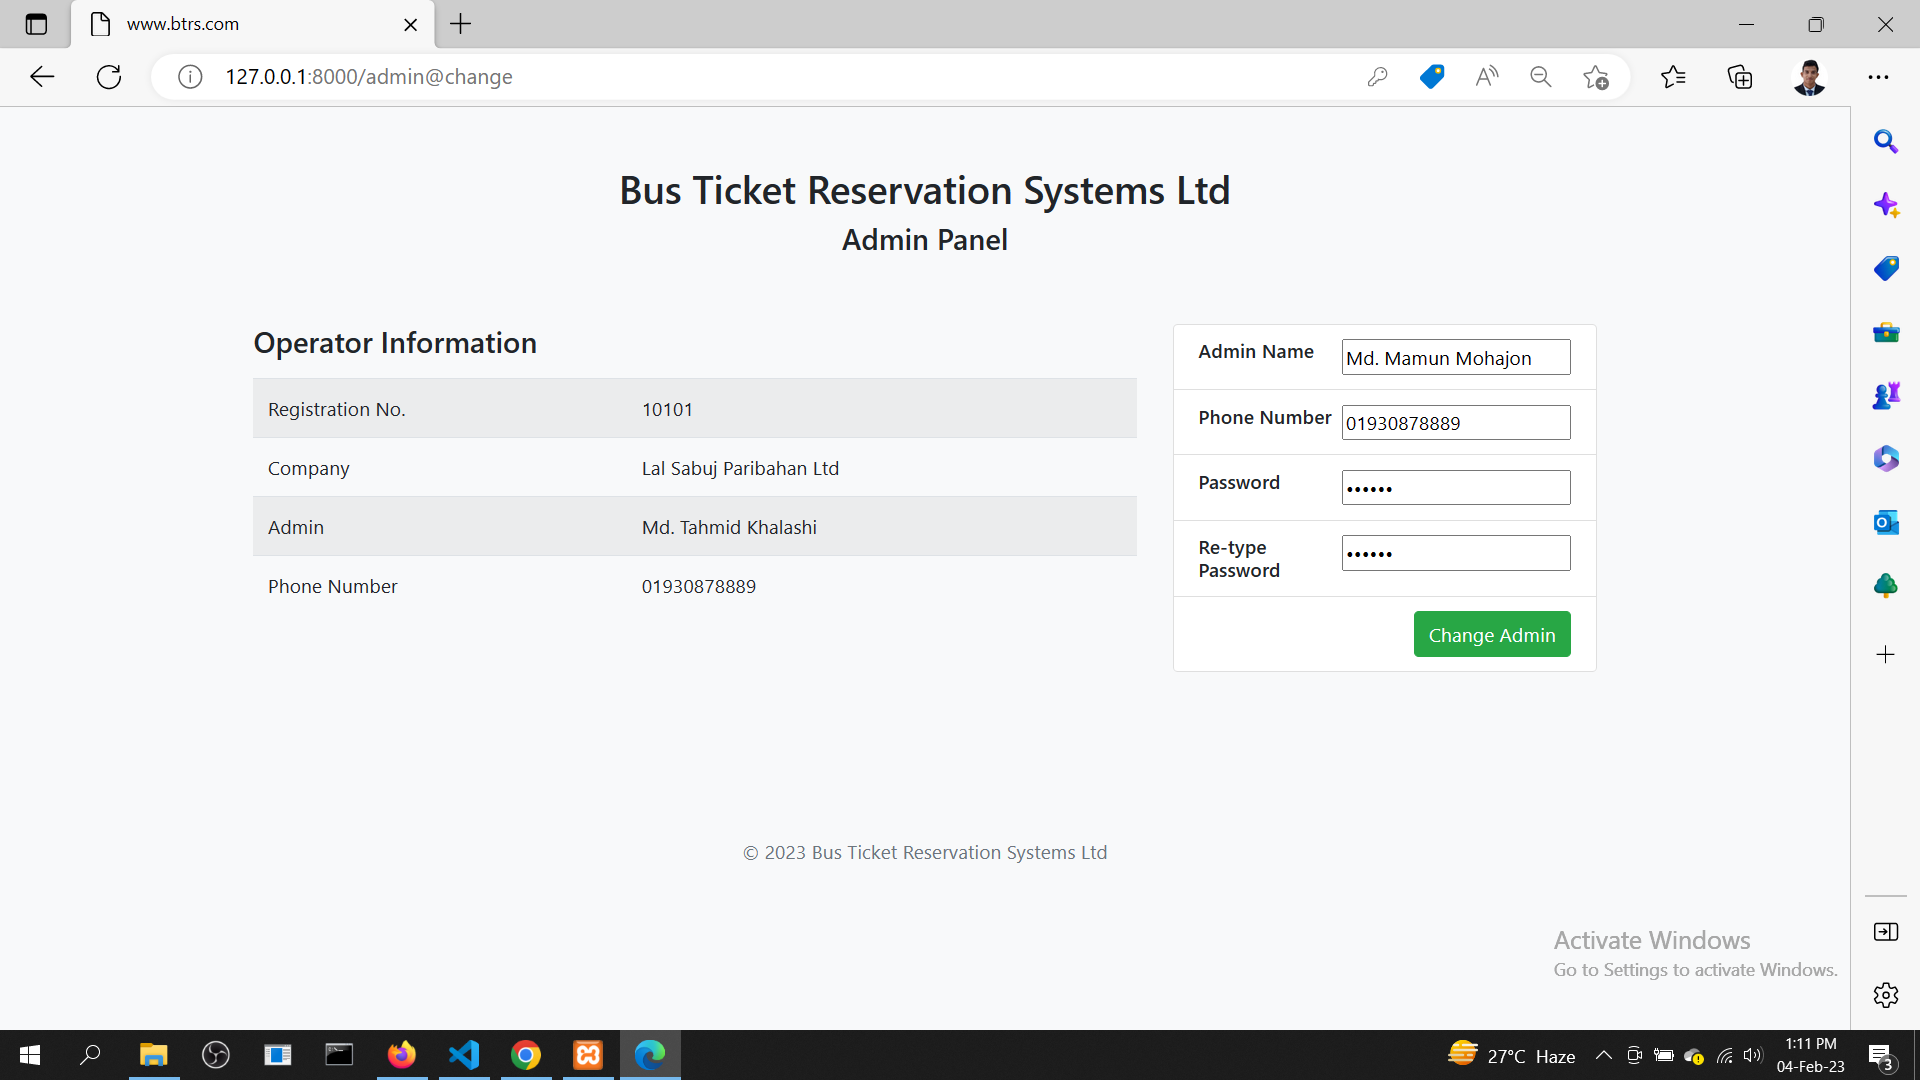 www.btrs.com
127.0.0.1:8000/admin@change
Bus Ticket Reservation Systems Ltd
Admin Panel
Operator Information
Registration No. 10101
Company Lal Sabuj Paribahan Ltd
Admin Md. Tahmid Khalashi
Phone Number 01930878889
Admin Name Md. Mamun Mohajon
Phone Number 01930878889
Password ••••••
Re-type
Password ••••••
Change Admin
© 2023 Bus Ticket Reservation Systems Ltd
Activate Windows
Go to Settings to activate Windows.
27°C Haze
1:11 PM
04-Feb-23
3